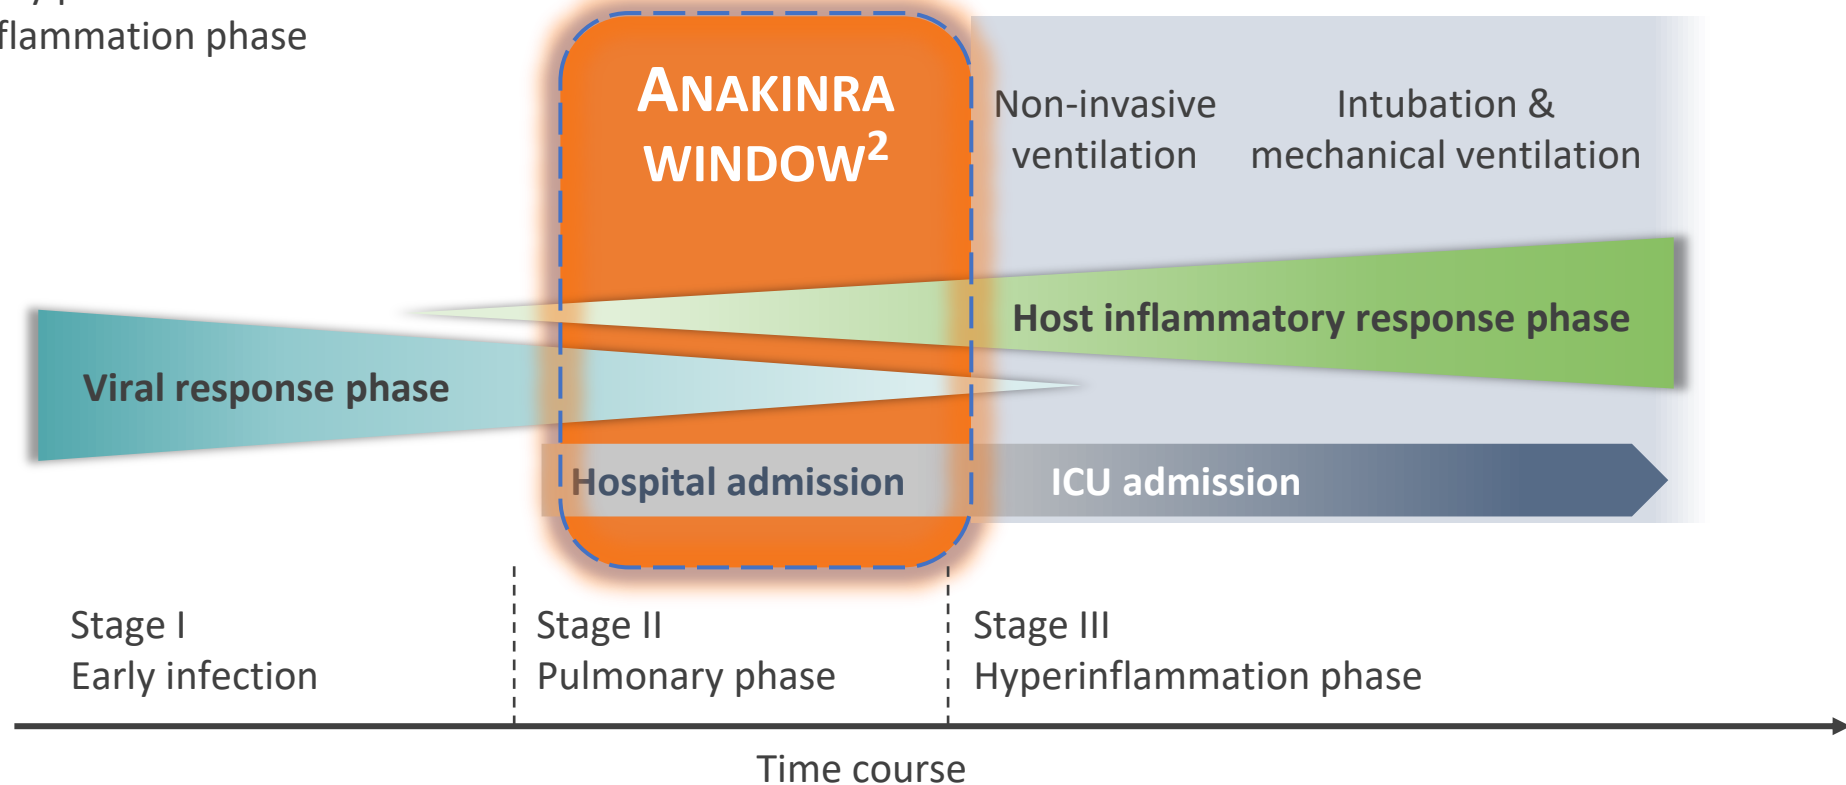 flammation phase
ANAKINRA
WINDOW2
Non-invasive
ventilation
Intubation &
mechanical ventilation
Host inflammatory response phase
Viral response phase
Hospital admission
ICU admission
Stage I
Early infection
Stage II
Pulmonary phase
Stage III
Hyperinflammation phase
Time course